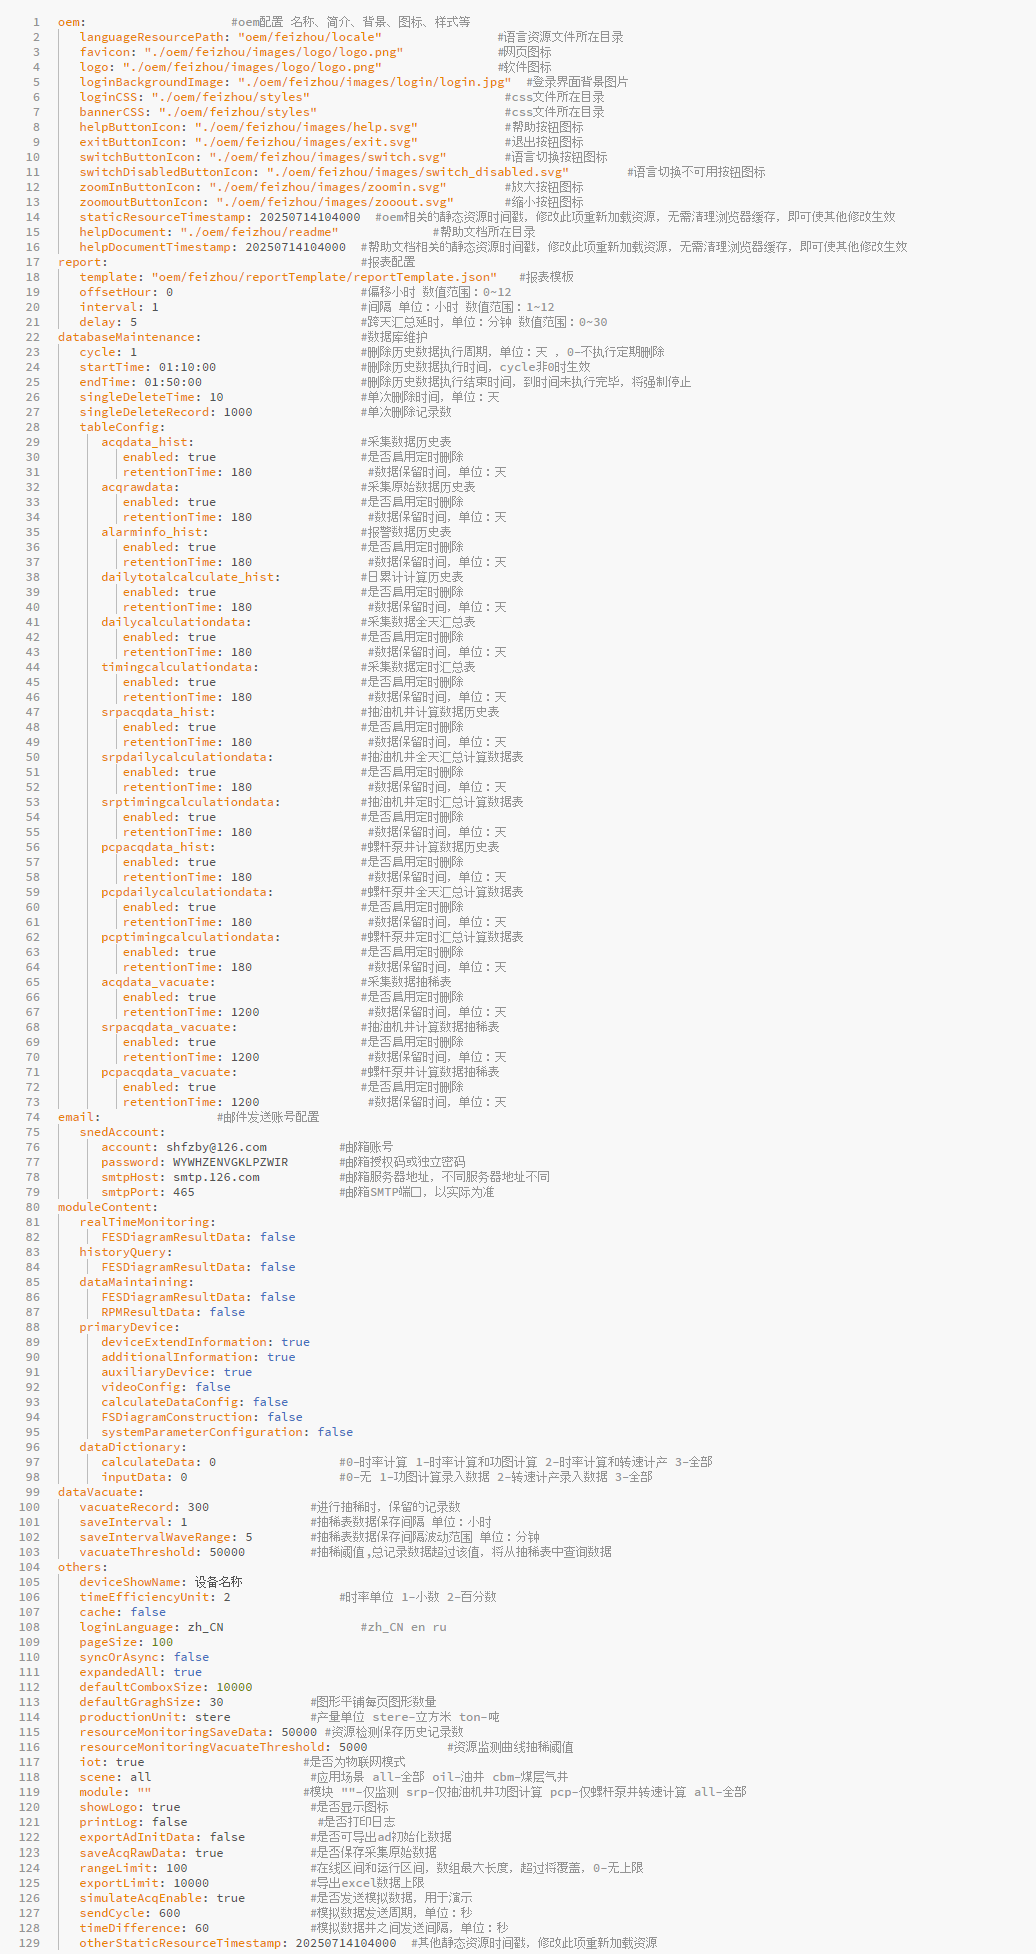 1 oem: #oem配置 名称、简介、背景、图标、样式等
2 languageResourcePath: "oem/feizhou/locale" #语言资源文件所在目录
3 favicon: "./oem/feizhou/images/logo/logo.png" #网页图标
4 logo: "./oem/feizhou/images/logo/logo.png" #软件图标
5 loginBackgroundImage: "./oem/feizhou/images/login/login.jpg" #登录界面背景图片
6 loginCSS: "./oem/feizhou/styles" #css文件所在目录
7 bannerCSS: "./oem/feizhou/styles" #css文件所在目录
8 helpButtonIcon: "./oem/feizhou/images/help.svg" #帮助按钮图标
9 exitButtonIcon: "./oem/feizhou/images/exit.svg" #退出按钮图标
10 switchButtonIcon: "./oem/feizhou/images/switch.svg" #语言切换按钮图标
11 switchDisabledButtonIcon: "./oem/feizhou/images/switch_disabled.svg" #语言切换不可用按钮图标
12 zoomInButtonIcon: "./oem/feizhou/images/zoomin.svg" #放大按钮图标
13 zoomoutButtonIcon: "./oem/feizhou/images/zooout.svg" #缩小按钮图标
14 staticResourceTimestamp: 20250714104000 #oem相关的静态资源时间戳，修改此项重新加载资源，无需清理浏览器缓存，即可使其他修改生效
15 helpDocument: "./oem/feizhou/readme" #帮助文档所在目录
16 helpDocumentTimestamp: 20250714104000 #帮助文档相关的静态资源时间戳，修改此项重新加载资源，无需清理浏览器缓存，即可使其他修改生效
17 report: #报表配置
18 template: "oem/feizhou/reportTemplate/reportTemplate.json" #报表模板
19 offsetHour: 0 #偏移小时 数值范围：0~12
20 interval: 1 #间隔 单位：小时 数值范围：1~12
21 delay: 5 #跨天汇总延时，单位：分钟 数值范围：0~30
22 databaseMaintenance: #数据库维护
23 cycle: 1 #删除历史数据执行周期，单位：天 ，0-不执行定期删除
24 startTime: 01:10:00 #删除历史数据执行时间，cycle非0时生效
25 endTime: 01:50:00 #删除历史数据执行结束时间，到时间未执行完毕，将强制停止
26 singleDeleteTime: 10 #单次删除时间，单位：天
27 singleDeleteRecord: 1000 #单次删除记录数
28 tableConfig:
29 acqdata_hist: #采集数据历史表
30 enabled: true #是否启用定时删除
31 retentionTime: 180 #数据保留时间，单位：天
32 acqrawdata: #采集原始数据历史表
33 enabled: true #是否启用定时删除
34 retentionTime: 180 #数据保留时间，单位：天
35 alarminfo_hist: #报警数据历史表
36 enabled: true #是否启用定时删除
37 retentionTime: 180 #数据保留时间，单位：天
38 dailytotalcalculate_hist: #日累计计算历史表
39 enabled: true #是否启用定时删除
40 retentionTime: 180 #数据保留时间，单位：天
41 dailycalculationdata: #采集数据全天汇总表
42 enabled: true #是否启用定时删除
43 retentionTime: 180 #数据保留时间，单位：天
44 timingcalculationdata: #采集数据定时汇总表
45 enabled: true #是否启用定时删除
46 retentionTime: 180 #数据保留时间，单位：天
47 srpacqdata_hist: #抽油机井计算数据历史表
48 enabled: true #是否启用定时删除
49 retentionTime: 180 #数据保留时间，单位：天
50 srpdailycalculationdata: #抽油机井全天汇总计算数据表
51 enabled: true #是否启用定时删除
52 retentionTime: 180 #数据保留时间，单位：天
53 srptimingcalculationdata: #抽油机井定时汇总计算数据表
54 enabled: true #是否启用定时删除
55 retentionTime: 180 #数据保留时间，单位：天
56 pcpacqdata_hist: #螺杆泵井计算数据历史表
57 enabled: true #是否启用定时删除
58 retentionTime: 180 #数据保留时间，单位：天
59 pcpdailycalculationdata: #螺杆泵井全天汇总计算数据表
60 enabled: true #是否启用定时删除
61 retentionTime: 180 #数据保留时间，单位：天
62 pcptimingcalculationdata: #螺杆泵井定时汇总计算数据表
63 enabled: true #是否启用定时删除
64 retentionTime: 180 #数据保留时间，单位：天
65 acqdata_vacuate: #采集数据抽稀表
66 enabled: true #是否启用定时删除
67 retentionTime: 1200 #数据保留时间，单位：天
68 srpacqdata_vacuate: #抽油机井计算数据抽稀表
69 enabled: true #是否启用定时删除
70 retentionTime: 1200 #数据保留时间，单位：天
71 pcpacqdata_vacuate: #螺杆泵井计算数据抽稀表
72 enabled: true #是否启用定时删除
73 retentionTime: 1200 #数据保留时间，单位：天
74 email: #邮件发送账号配置
75 snedAccount:
76 account: shfzby@126.com #邮箱账号
77 password: WYWHZENVGKLPZWIR #邮箱授权码或独立密码
78 smtpHost: smtp.126.com #邮箱服务器地址，不同服务器地址不同
79 smtpPort: 465 #邮箱SMTP端口，以实际为准
80 moduleContent:
81 realTimeMonitoring:
82 FESDiagramResultData: false
83 historyQuery:
84 FESDiagramResultData: false
85 dataMaintaining:
86 FESDiagramResultData: false
87 RPMResultData: false
88 primaryDevice:
89 deviceExtendInformation: true
90 additionalInformation: true
91 auxiliaryDevice: true
92 videoConfig: false
93 calculateDataConfig: false
94 FSDiagramConstruction: false
95 systemParameterConfiguration: false
96 dataDictionary:
97 calculateData: 0 #0-时率计算 1-时率计算和功图计算 2-时率计算和转速计产 3-全部
98 inputData: 0 #0-无 1-功图计算录入数据 2-转速计产录入数据 3-全部
99 dataVacuate:
100 vacuateRecord: 300 #进行抽稀时，保留的记录数
101 saveInterval: 1 #抽稀表数据保存间隔 单位：小时
102 saveIntervalWaveRange: 5 #抽稀表数据保存间隔波动范围 单位：分钟
103 vacuateThreshold: 50000 #抽稀阈值,总记录数据超过该值，将从抽稀表中查询数据
104 others:
105 deviceShowName: 设备名称
106 timeEfficiencyUnit: 2 #时率单位 1-小数 2-百分数
107 cache: false
108 loginLanguage: zh_CN #zh_CN en ru
109 pageSize: 100
110 syncOrAsync: false
111 expandedAll: true
112 defaultComboxSize: 10000
113 defaultGraghSize: 30 #图形平铺每页图形数量
114 productionUnit: stere #产量单位 stere-立方米 ton-吨
115 resourceMonitoringSaveData: 50000 #资源检测保存历史记录数
116 resourceMonitoringVacuateThreshold: 5000 #资源监测曲线抽稀阈值
117 iot: true #是否为物联网模式
118 scene: all #应用场景 all-全部 oil-油井 cbm-煤层气井
119 module: "" #模块 ""-仅监测 srp-仅抽油机井功图计算 pcp-仅螺杆泵井转速计算 all-全部
120 showLogo: true #是否显示图标
121 printLog: false #是否打印日志
122 exportAdInitData: false #是否可导出ad初始化数据
123 saveAcqRawData: true #是否保存采集原始数据
124 rangeLimit: 100 #在线区间和运行区间，数组最大长度，超过将覆盖，0-无上限
125 exportLimit: 10000 #导出excel数据上限
126 simulateAcqEnable: true #是否发送模拟数据，用于演示
127 sendCycle: 600 #模拟数据发送周期，单位：秒
128 timeDifference: 60 #模拟数据井之间发送间隔，单位：秒
129 otherStaticResourceTimestamp: 20250714104000 #其他静态资源时间戳，修改此项重新加载资源